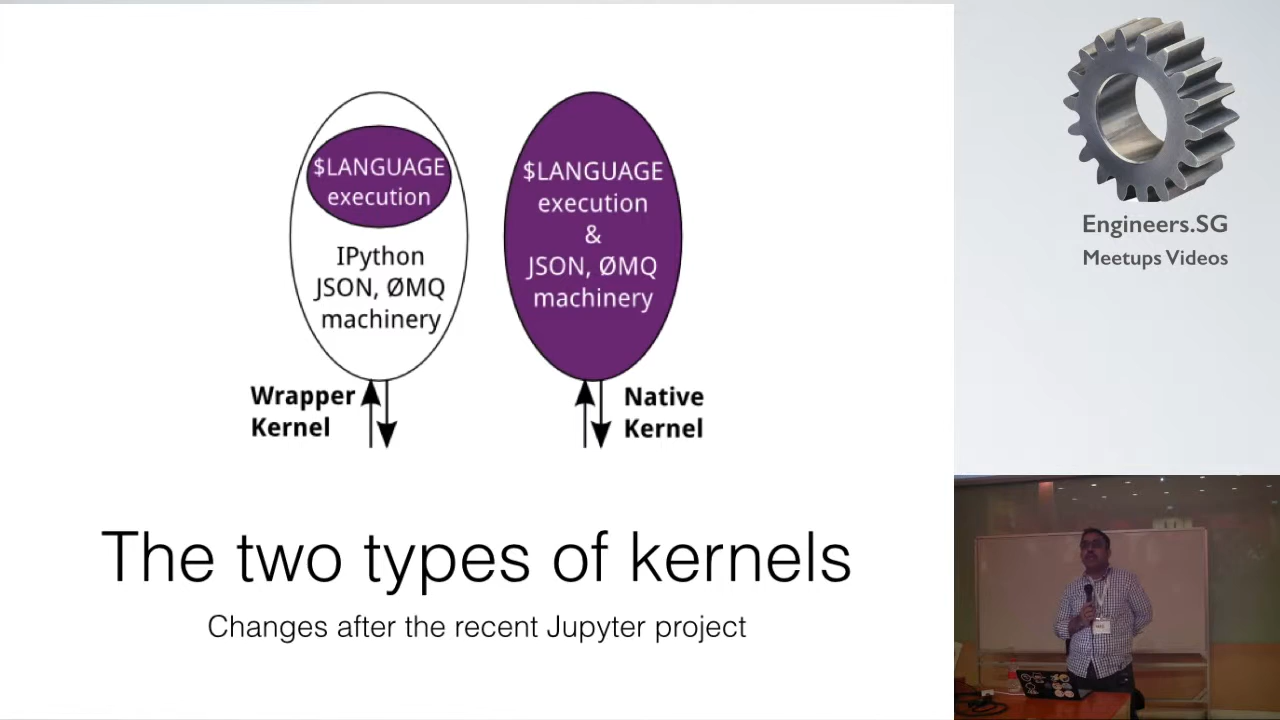 $LANGUAGE
execution
IPython
JSON, ØMQ
machinery
Wrapper
Kernel
$LANGUAGE
execution
&
JSON, ØMQ
machinery
Native
Kernel
The two types of kernels
Changes after the recent Jupyter project
Engineers.SG
Meetups Videos